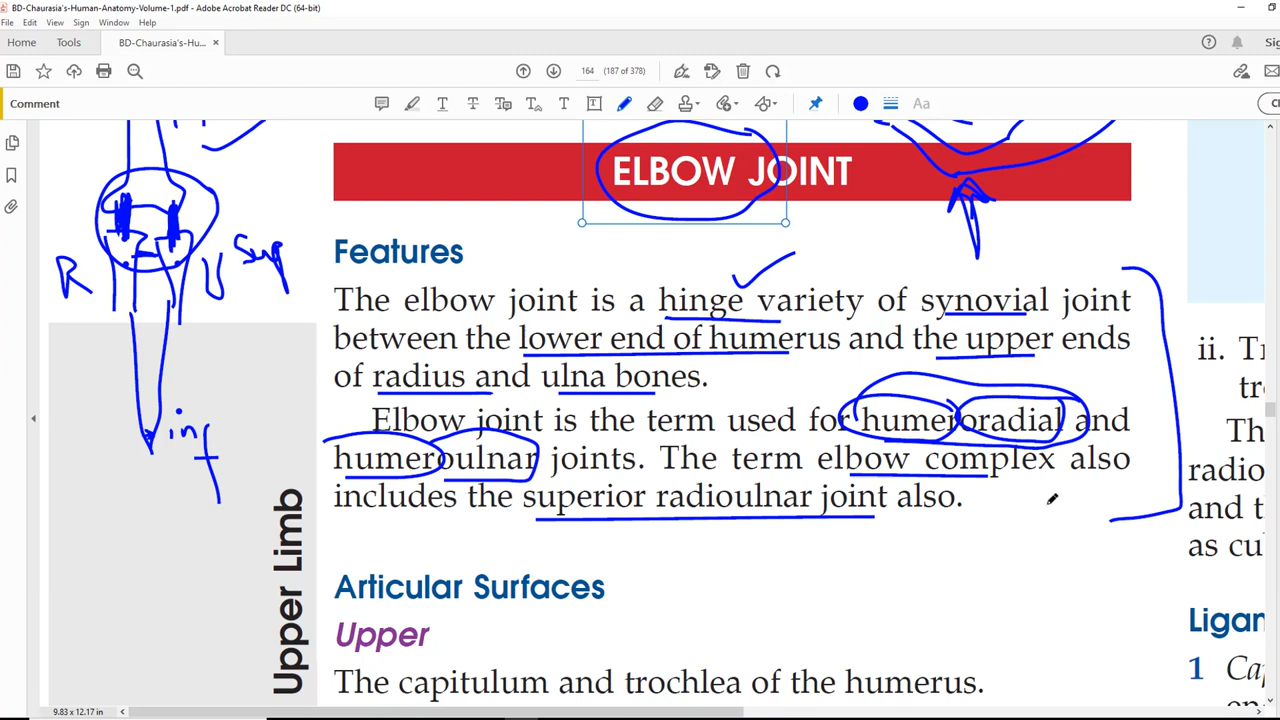 BD-Chaurasia's-Human-Anatomy-Volume-1.pdf - Adobe Acrobat Reader DC (64-bit)
File Edit View Sign Window Help
Home Tools BD-Chaurasia's-Hu... ×
164 (187 of 378)
Comment
Aa
ELBOW JOINT
Features
The elbow joint is a hinge variety of synovial joint
between the lower end of humerus and the upper ends
of radius and ulna bones.
Elbow joint is the term used for humeroradial and
humeroulnar joints. The term elbow complex also
includes the superior radioulnar joint also.
Articular Surfaces
Upper
The capitulum and trochlea of the humerus.
R
U
Sup
inf
Upper Limb
ii.
radio
and
as
1
9.83 x 12.17 in